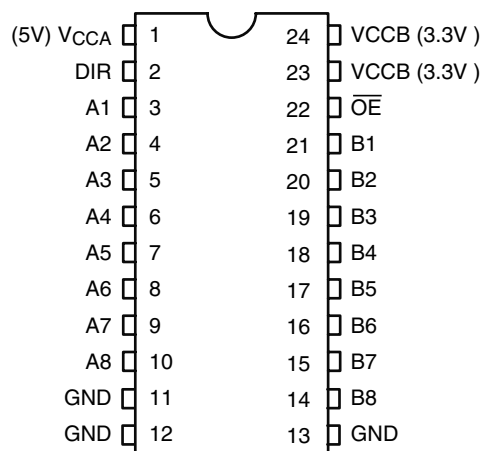 (5V) VCCA 1 24 VCCB (3.3V )
DIR 2 23 VCCB (3.3V )
A1 3 22 O̅E̅
A2 4 21 B1
A3 5 20 B2
A4 6 19 B3
A5 7 18 B4
A6 8 17 B5
A7 9 16 B6
A8 10 15 B7
GND 11 14 B8
GND 12 13 GND